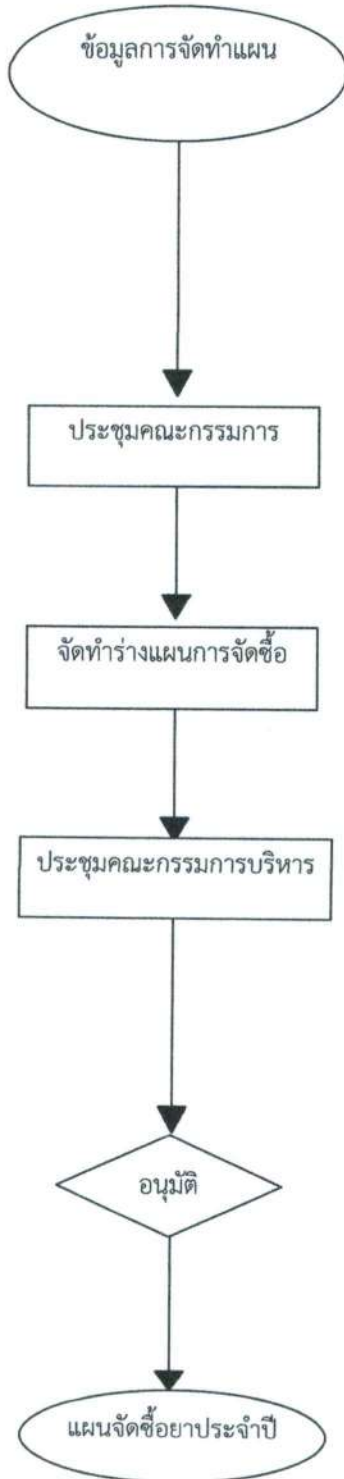 ข้อมูลการจัดทำแผน
ประชุมคณะกรรมการ
จัดทำร่างแผนการจัดซื้อ
ประชุมคณะกรรมการบริหาร
อนุมัติ
แผนจัดซื้อยาประจำปี